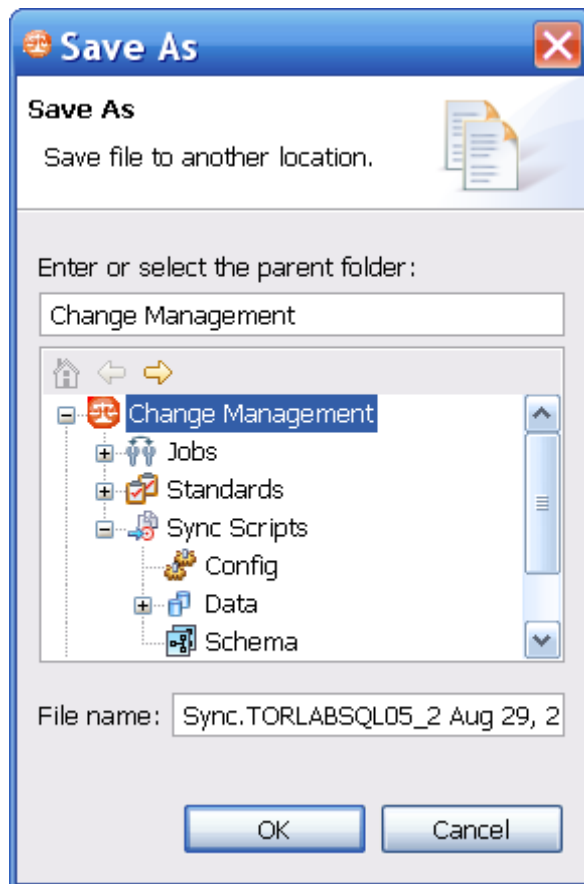 Save As
Save As
Save file to another location.
Enter or select the parent folder:
Change Management
Change Management
Jobs
Standards
Sync Scripts
Config
Data
Schema
File name: Sync.TORLABSQL05_2 Aug 29, 2
OK Cancel